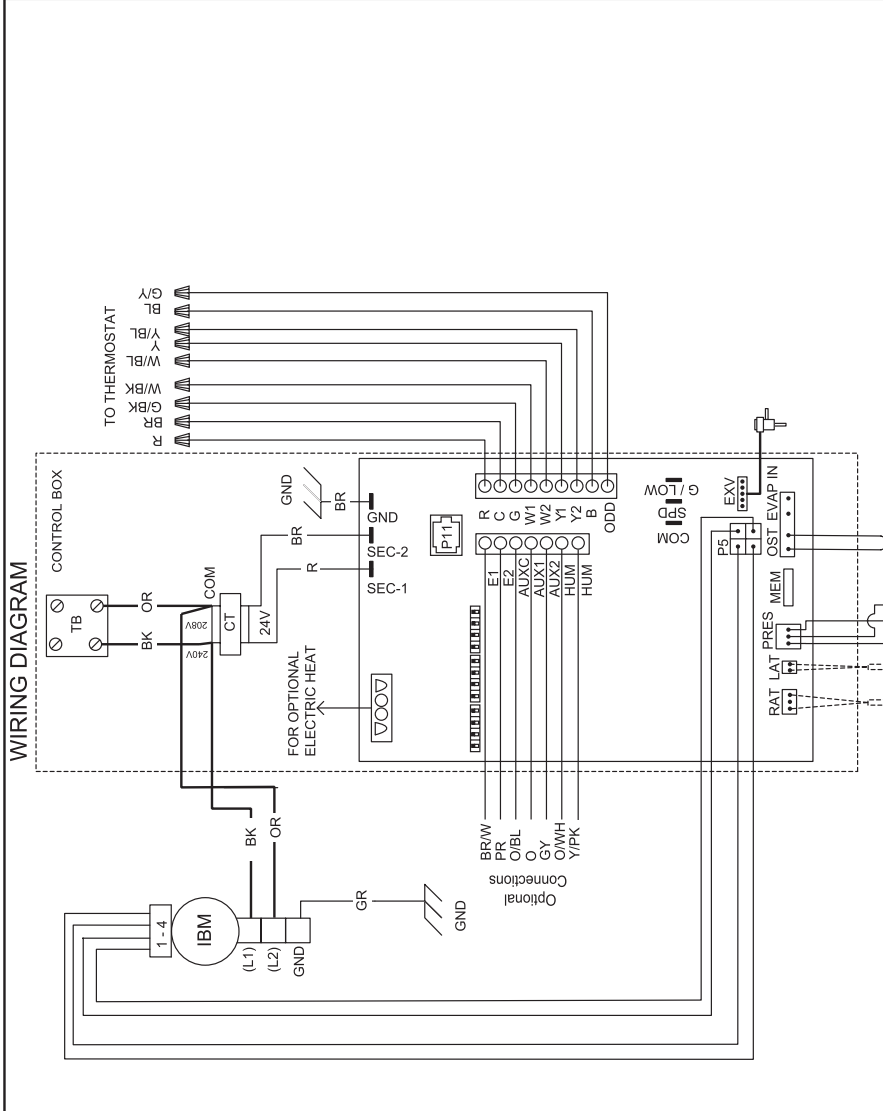 WIRING DIAGRAM
CONTROL BOX
TO THERMOSTAT
G/Y
BL
Y/BL
Y
W/BL
W/BK
G/BK
BR
R
TB
OR
BK
208V
240V
COM
CT
24V
BR
R
GND
BR
GND
SEC-2
SEC-1
FOR OPTIONAL
ELECTRIC HEAT
P11
R
C
G
W1
W2
Y1
Y2
B
ODD
E1
E2
AUXC
AUX1
AUX2
HUM
HUM
G / LOW
SPD
COM
EXV
P5
OST
EVAP IN
MEM
PRES
LAT
RAT
BR/W
PR
O/BL
O
GY
O/WH
Y/PK
Optional
Connections
BK
OR
1 - 4
IBM
(L1)
(L2)
GND
GR
GND